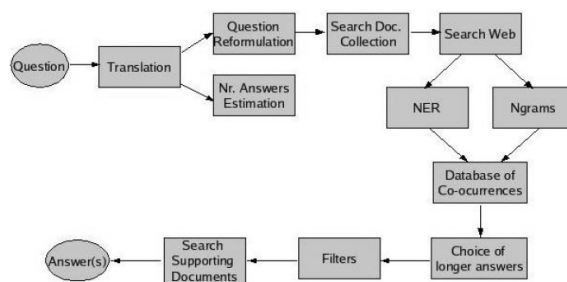 Question
Translation
Question
Reformulation
Search Doc.
Collection
Search Web
Nr. Answers
Estimation
NER
Ngrams
Database of
Co-ocurrences
Choice of
longer answers
Filters
Search
Supporting
Documents
Answer(s)